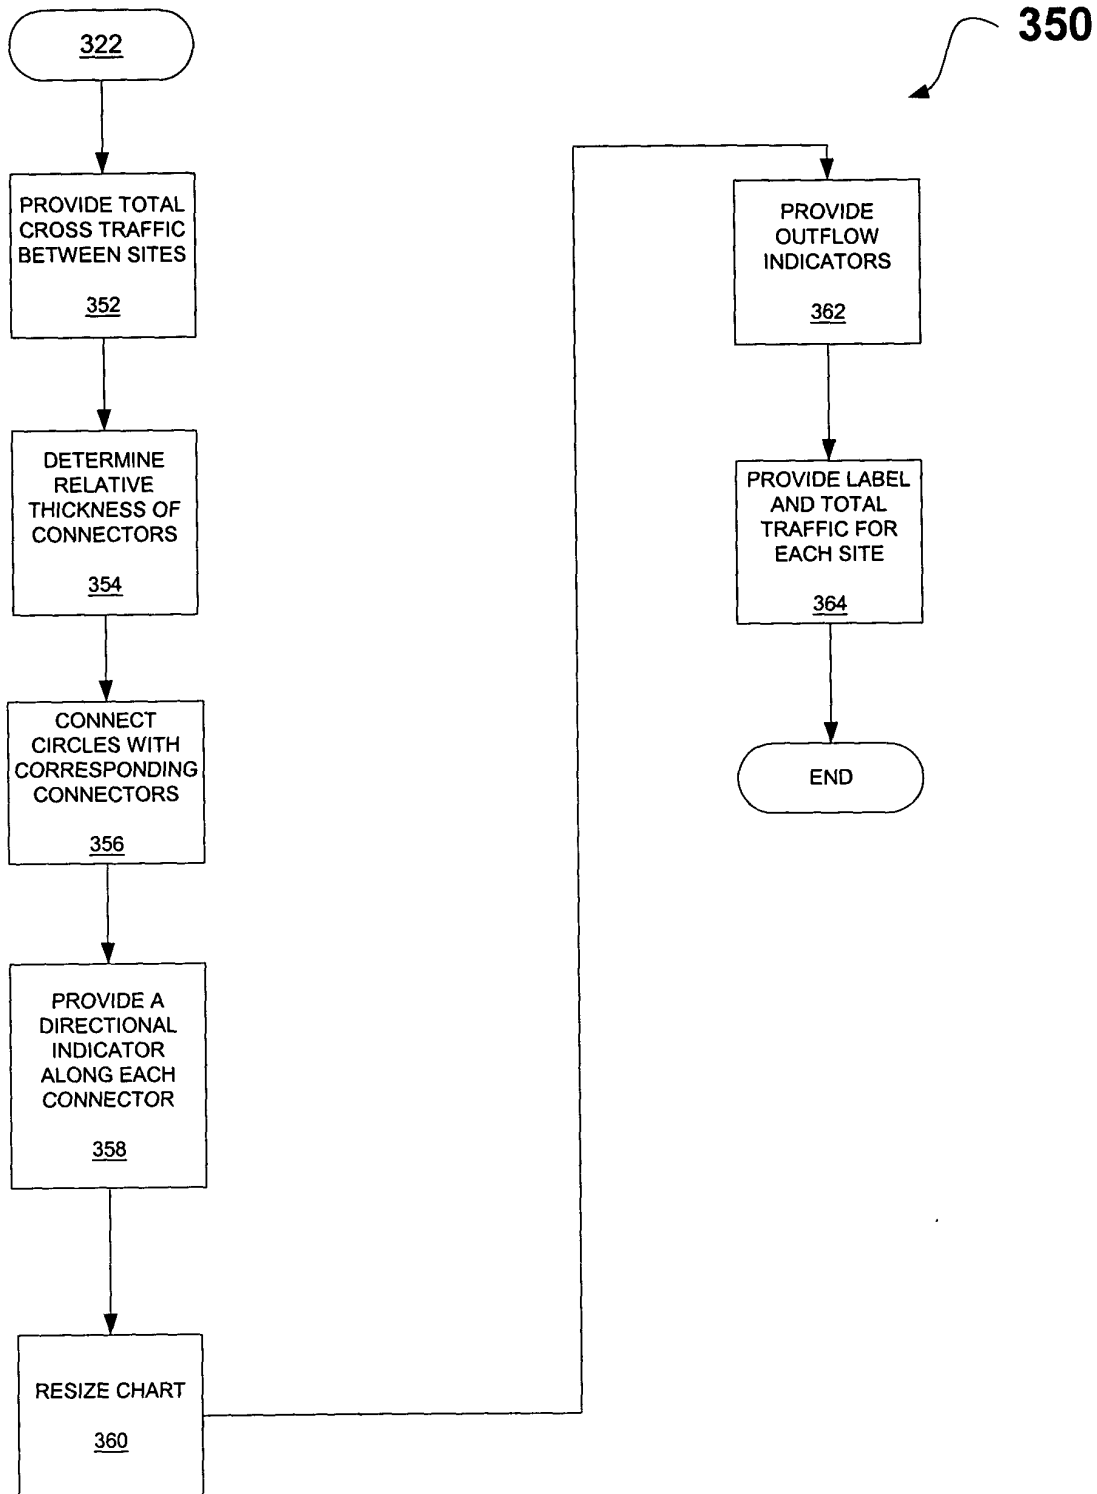 350
322
PROVIDE TOTAL
CROSS TRAFFIC
BETWEEN SITES
352
DETERMINE
RELATIVE
THICKNESS OF
CONNECTORS
354
CONNECT
CIRCLES WITH
CORRESPONDING
CONNECTORS
356
PROVIDE A
DIRECTIONAL
INDICATOR
ALONG EACH
CONNECTOR
358
RESIZE CHART
360
PROVIDE
OUTFLOW
INDICATORS
362
PROVIDE LABEL
AND TOTAL
TRAFFIC FOR
EACH SITE
364
END